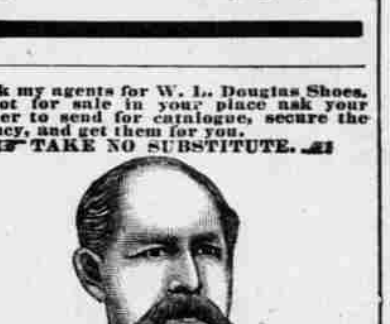 k my agents for W. L. Douglas Shoes.
ot for sale in your place ask your
er to send for catalogue, secure the
cy, and get them for you.
TAKE NO SUBSTITUTE.